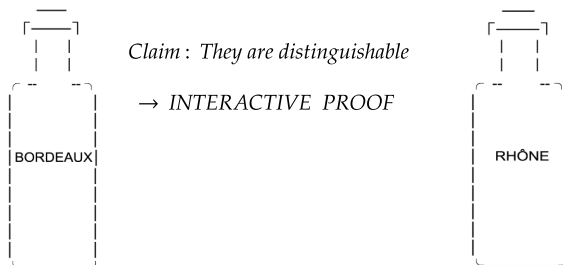 Claim : They are distinguishable
→ INTERACTIVE PROOF
BORDEAUX
RHÔNE